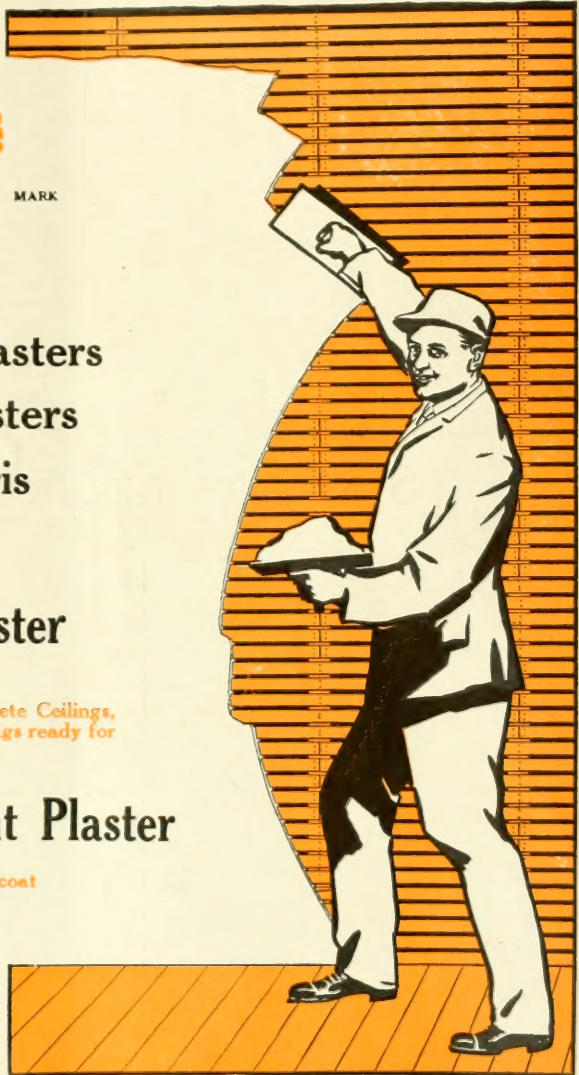 MARK
asters
sters
is
ster
ete Ceilings,
gs ready for
t Plaster
coat